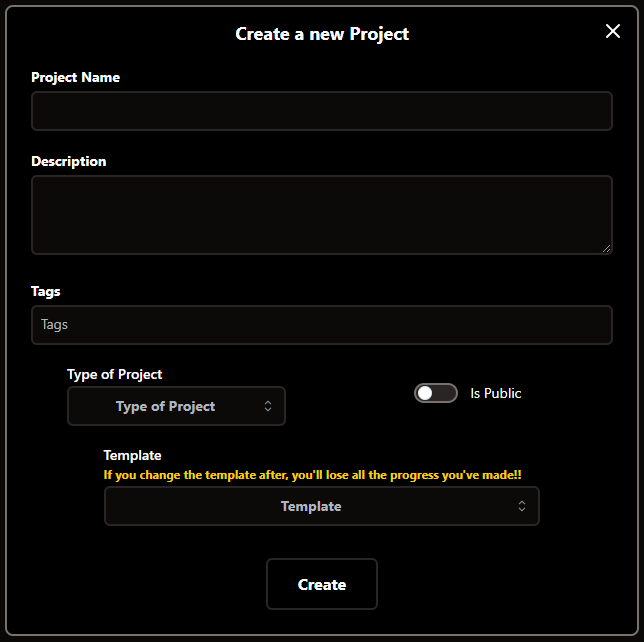 Create a new Project
Project Name
Description
Tags
Tags
Type of Project
Type of Project
Is Public
Template
If you change the template after, you'll lose all the progress you've made!!
Template
Create